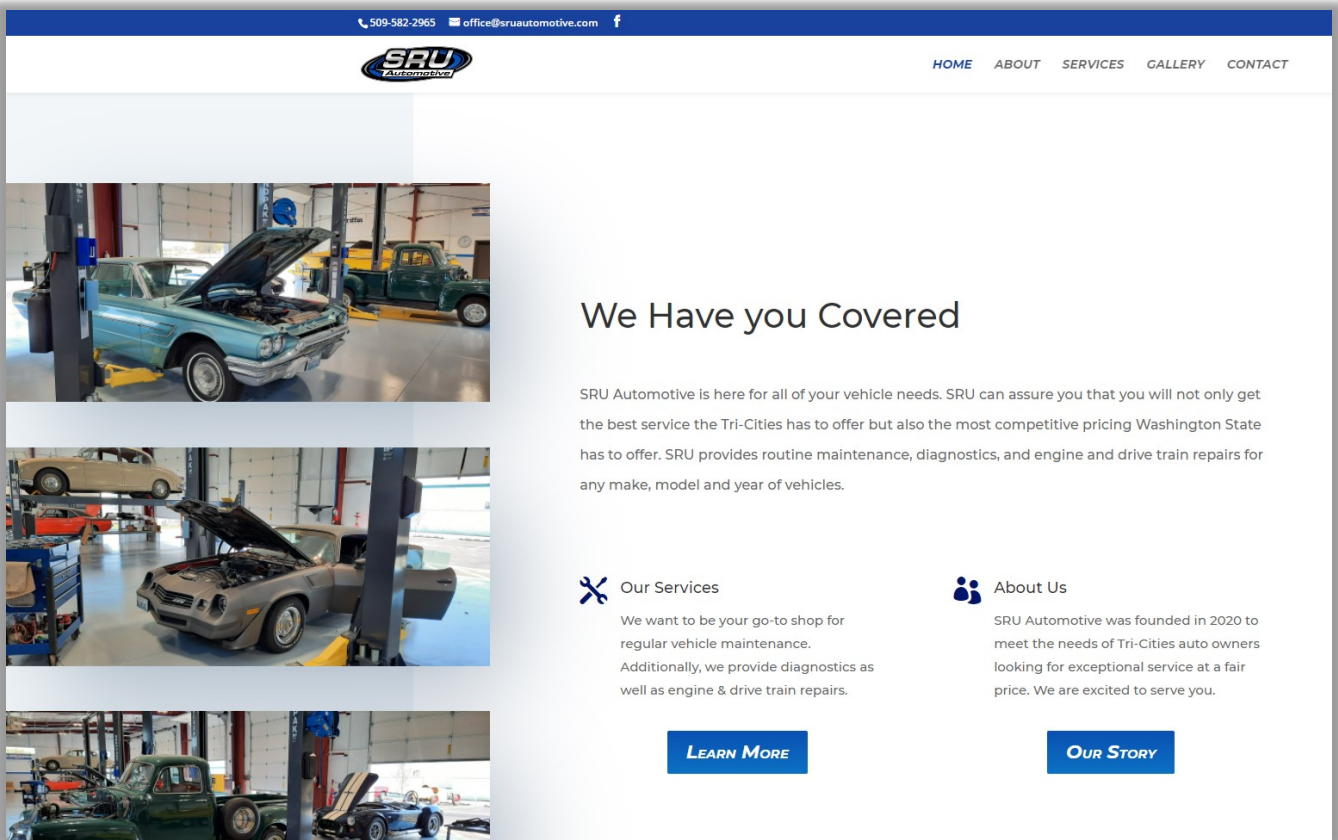 509-582-2965 office@sruautomotive.com f
SRU
Automotive
HOME ABOUT SERVICES GALLERY CONTACT
We Have you Covered
SRU Automotive is here for all of your vehicle needs. SRU can assure you that you will not only get
the best service the Tri-Cities has to offer but also the most competitive pricing Washington State
has to offer. SRU provides routine maintenance, diagnostics, and engine and drive train repairs for
any make, model and year of vehicles.
Our Services
We want to be your go-to shop for
regular vehicle maintenance.
Additionally, we provide diagnostics as
well as engine & drive train repairs.
Learn More
About Us
SRU Automotive was founded in 2020 to
meet the needs of Tri-Cities auto owners
looking for exceptional service at a fair
price. We are excited to serve you.
Our Story